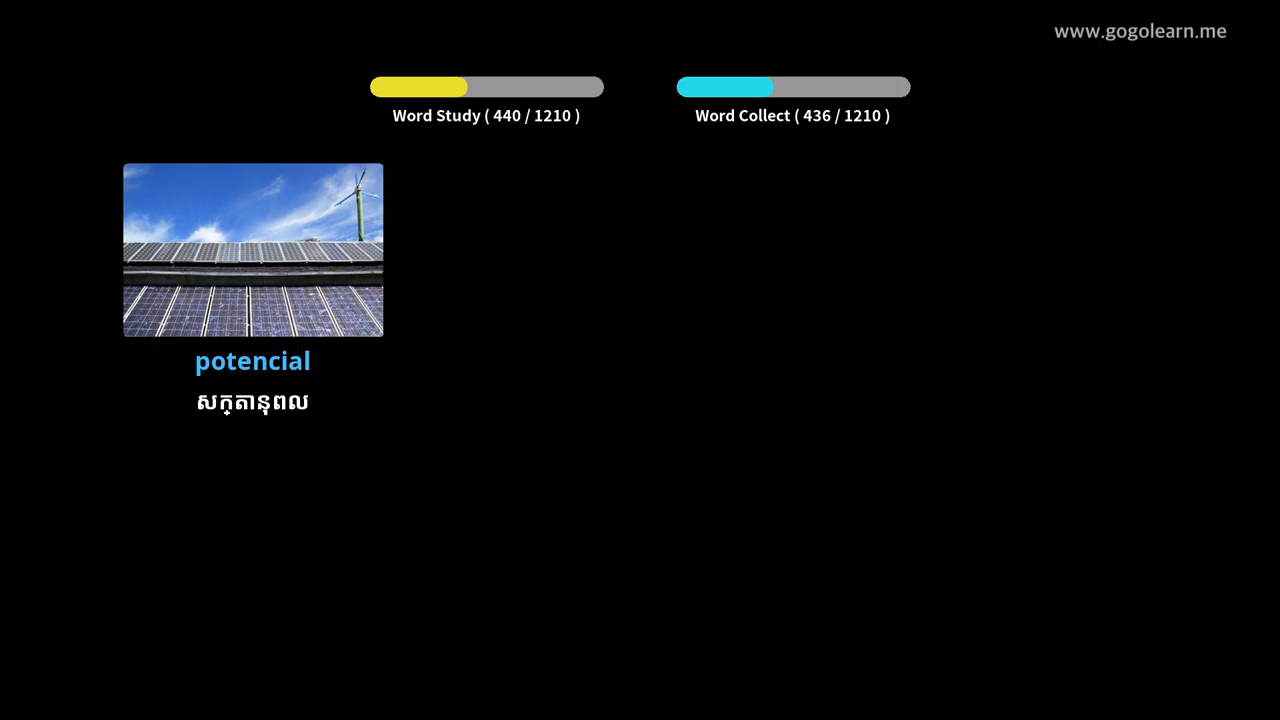 www.gogolearn.me
Word Study ( 440 / 1210 )
Word Collect ( 436 / 1210 )
potencial
សក្តានុពល